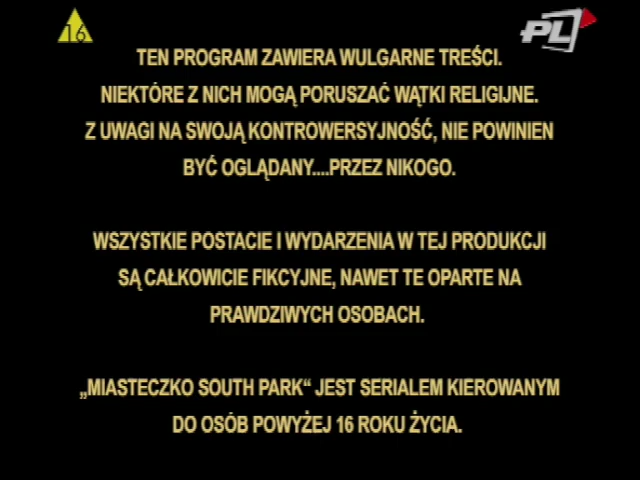 16
PL
TEN PROGRAM ZAWIERA WULGARNE TREŚCI.
NIEKTÓRE Z NICH MOGĄ PORUSZAĆ WĄTKI RELIGIJNE.
Z UWAGI NA SWOJĄ KONTROWERSYJNOŚĆ, NIE POWINIEN
BYĆ OGLĄDANY....PRZEZ NIKOGO.
WSZYSTKIE POSTACIE I WYDARZENIA W TEJ PRODUKCJI
SĄ CAŁKOWICIE FIKCYJNE, NAWET TE OPARTE NA
PRAWDZIWYCH OSOBACH.
„MIASTECZKO SOUTH PARK“ JEST SERIALEM KIEROWANYM
DO OSÓB POWYŻEJ 16 ROKU ŻYCIA.